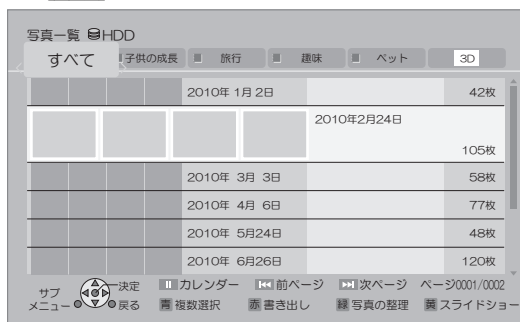 写真一覧 HDD
すべて 子供の成長 旅行 趣味 ペット 3D
2010年 1月 2日 42枚
2010年2月24日
105枚
2010年 3月 3日 58枚
2010年 4月 6日 77枚
2010年 5月24日 48枚
2010年 6月26日 120枚
サブメニュー 決定 戻る
カレンダー 前ページ 次ページ ページ0001/0002
青 複数選択 赤 書き出し 緑 写真の整理 黄 スライドショー